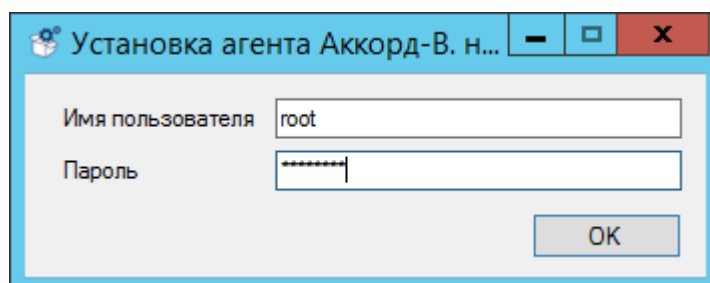 Установка агента Аккорд-В. н...
Имя пользователя root
Пароль ********
OK